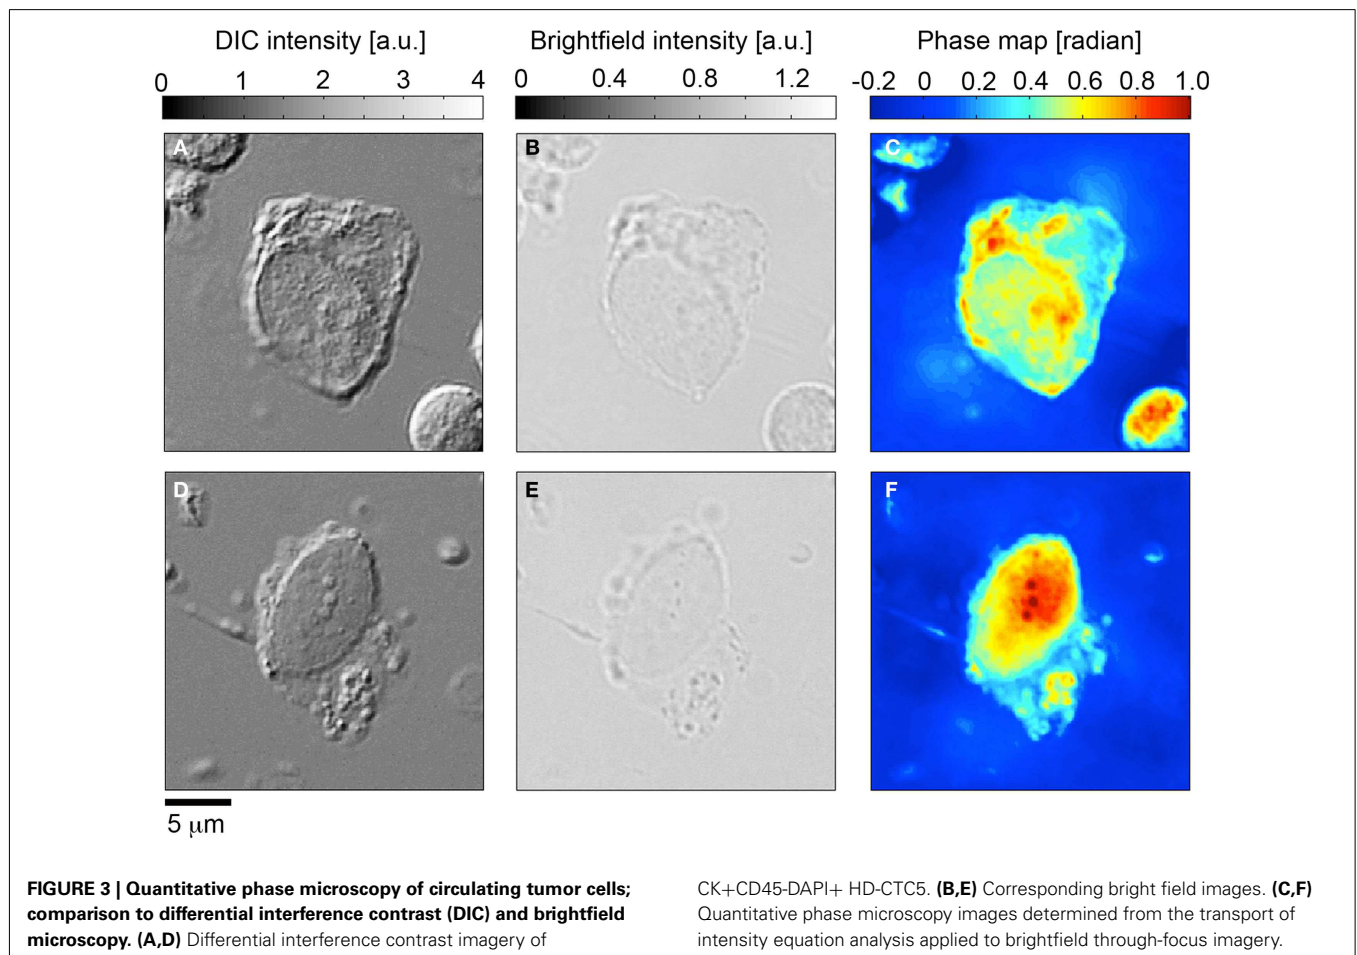 DIC intensity [a.u.]
Brightfield intensity [a.u.]
Phase map [radian]
0 1 2 3 4
0 0.4 0.8 1.2
-0.2 0 0.2 0.4 0.6 0.8 1.0
A
B
C
D
E
F
5 μm
FIGURE 3 | Quantitative phase microscopy of circulating tumor cells;
comparison to differential interference contrast (DIC) and brightfield
microscopy. (A,D) Differential interference contrast imagery of
CK+CD45-DAPI+ HD-CTC5. (B,E) Corresponding bright field images. (C,F)
Quantitative phase microscopy images determined from the transport of
intensity equation analysis applied to brightfield through-focus imagery.